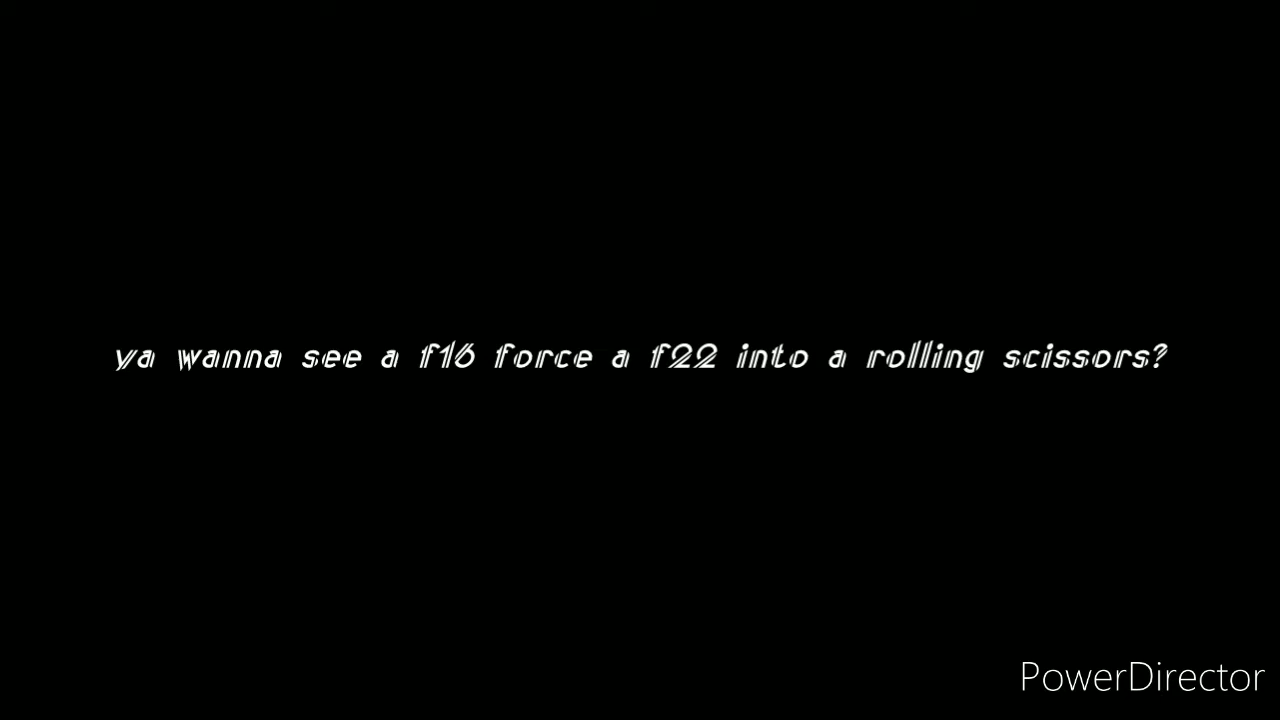 ya wanna see a f16 force a f22 into a rolling scissors?
PowerDirector